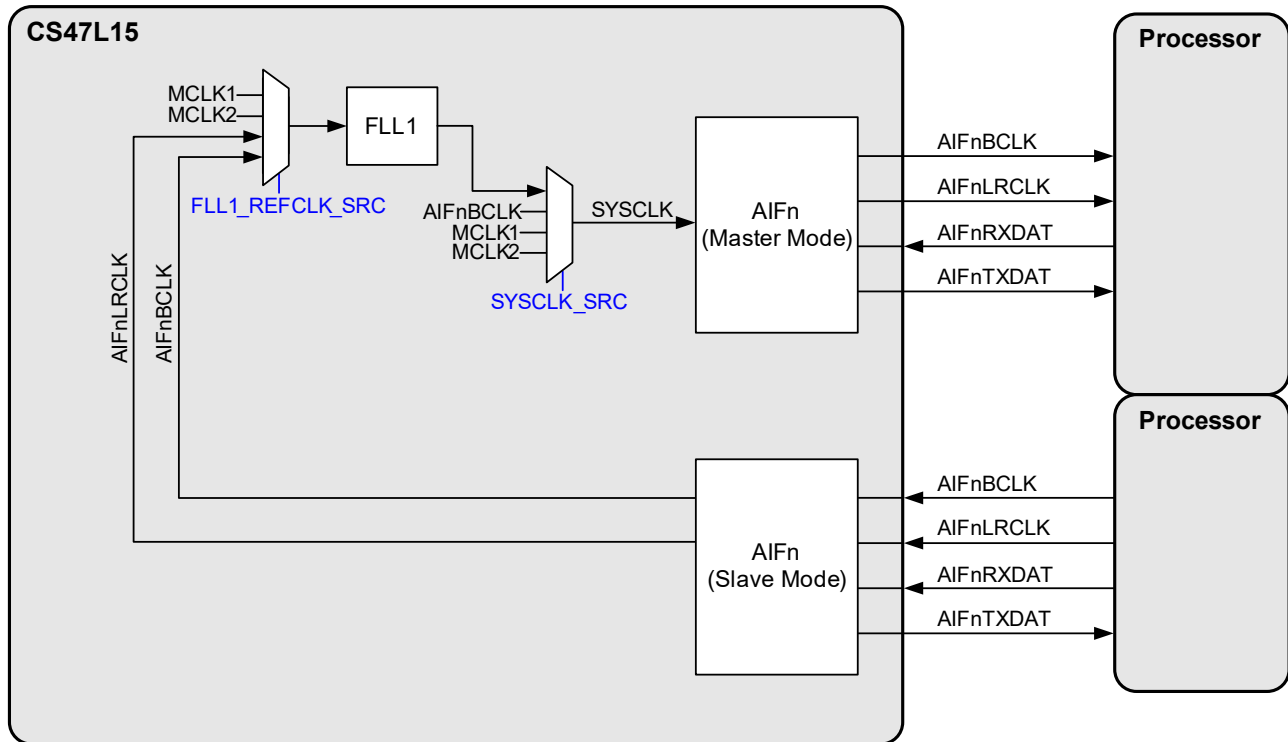 CS47L15
Processor
MCLK1
MCLK2
FLL1
FLL1_REFCLK_SRC
AIFnBCLK
MCLK1
MCLK2
SYSCLK
SYSCLK_SRC
AIFn
(Master Mode)
AIFnBCLK
AIFnLRCLK
AIFnRXDAT
AIFnTXDAT
AIFnLRCLK
AIFnBCLK
Processor
AIFn
(Slave Mode)
AIFnBCLK
AIFnLRCLK
AIFnRXDAT
AIFnTXDAT